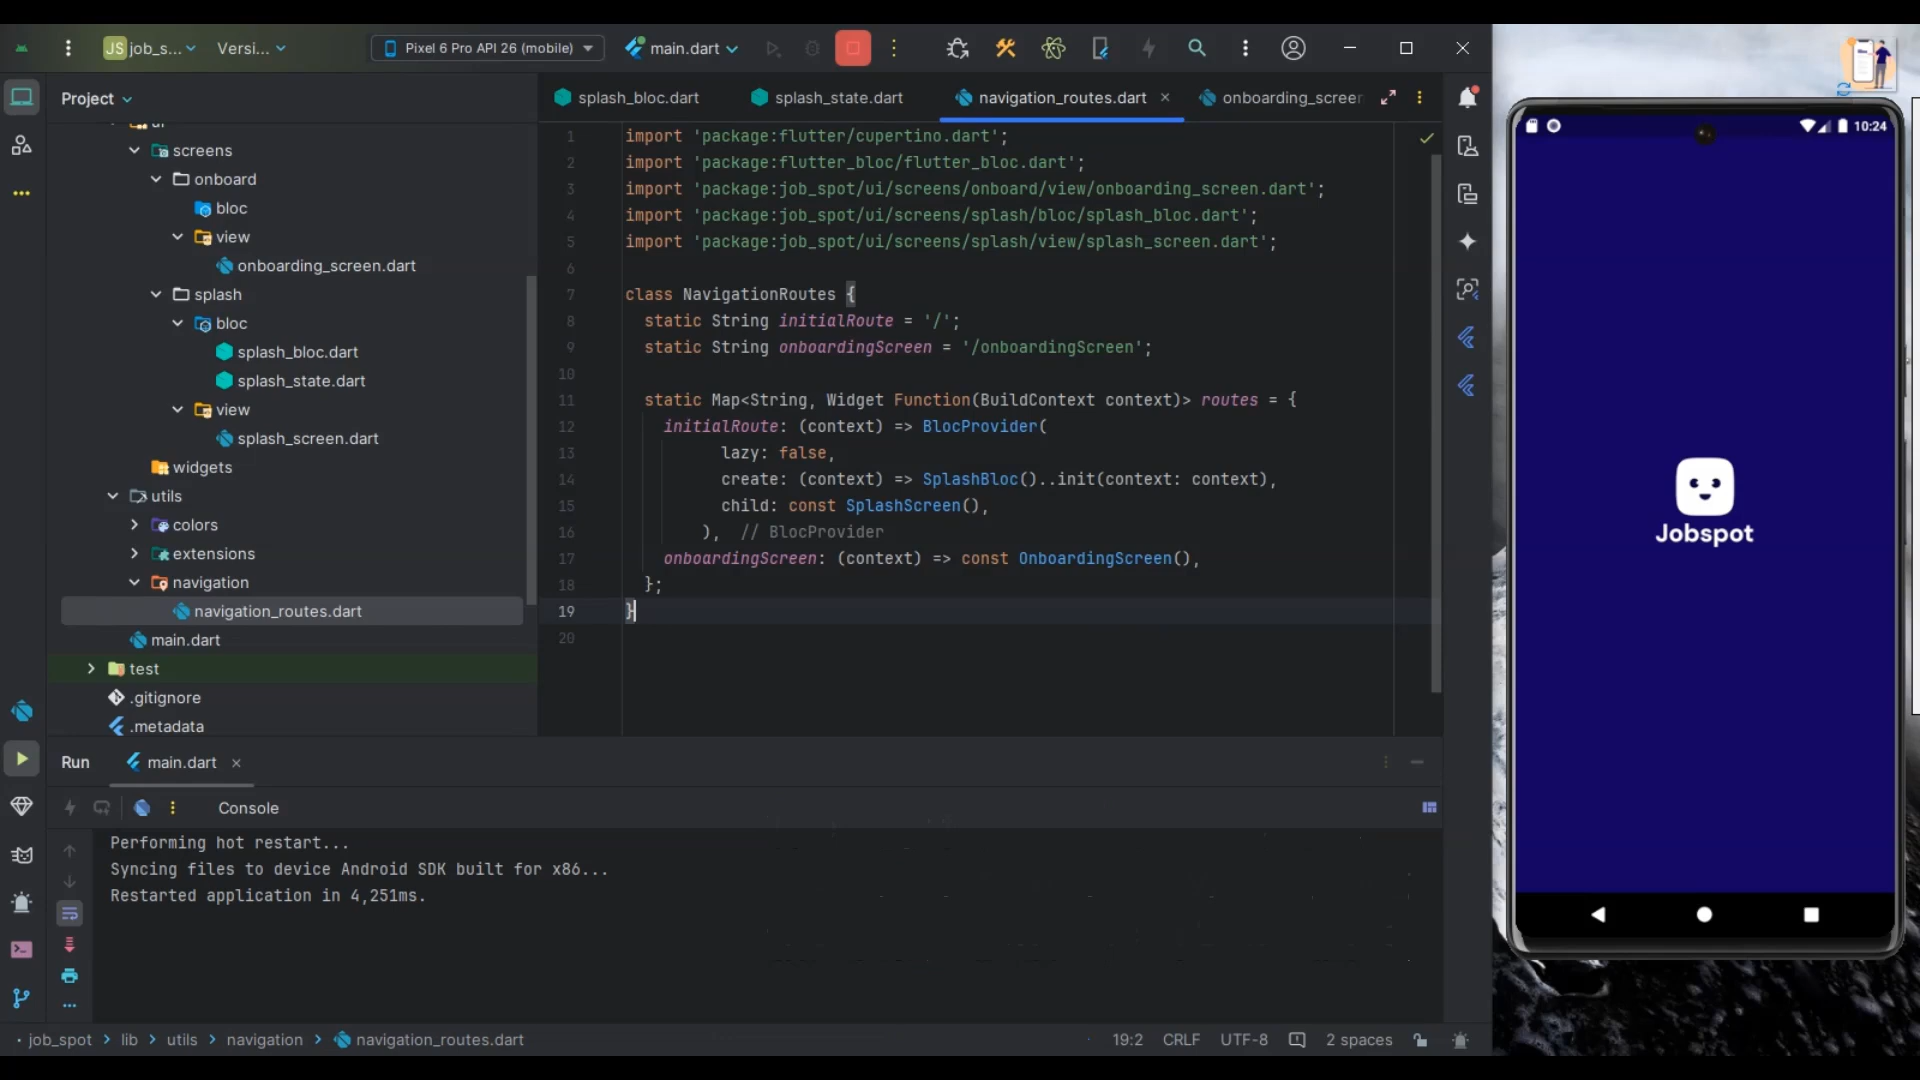 JS job_s...
Versi...
Pixel 6 Pro API 26 (mobile)
main.dart
Project
splash_bloc.dart
splash_state.dart
navigation_routes.dart
onboarding_screen
screens
onboard
bloc
view
onboarding_screen.dart
splash
bloc
splash_bloc.dart
splash_state.dart
view
splash_screen.dart
widgets
utils
colors
extensions
navigation
navigation_routes.dart
main.dart
test
.gitignore
.metadata
1 import 'package:flutter/cupertino.dart';
2 import 'package:flutter_bloc/flutter_bloc.dart';
3 import 'package:job_spot/ui/screens/onboard/view/onboarding_screen.dart';
4 import 'package:job_spot/ui/screens/splash/bloc/splash_bloc.dart';
5 import 'package:job_spot/ui/screens/splash/view/splash_screen.dart';
6
7 class NavigationRoutes {
8 static String initialRoute = '/';
9 static String onboardingScreen = '/onboardingScreen';
10
11 static Map<String, Widget Function(BuildContext context)> routes = {
12 initialRoute: (context) => BlocProvider(
13 lazy: false,
14 create: (context) => SplashBloc()..init(context: context),
15 child: const SplashScreen(),
16 ), // BlocProvider
17 onboardingScreen: (context) => const OnboardingScreen(),
18 };
19 }
20
Run
main.dart
Console
Performing hot restart...
Syncing files to device Android SDK built for x86...
Restarted application in 4,251ms.
job_spot > lib > utils > navigation > navigation_routes.dart
19:2
CRLF
UTF-8
2 spaces
10:24
Jobspot